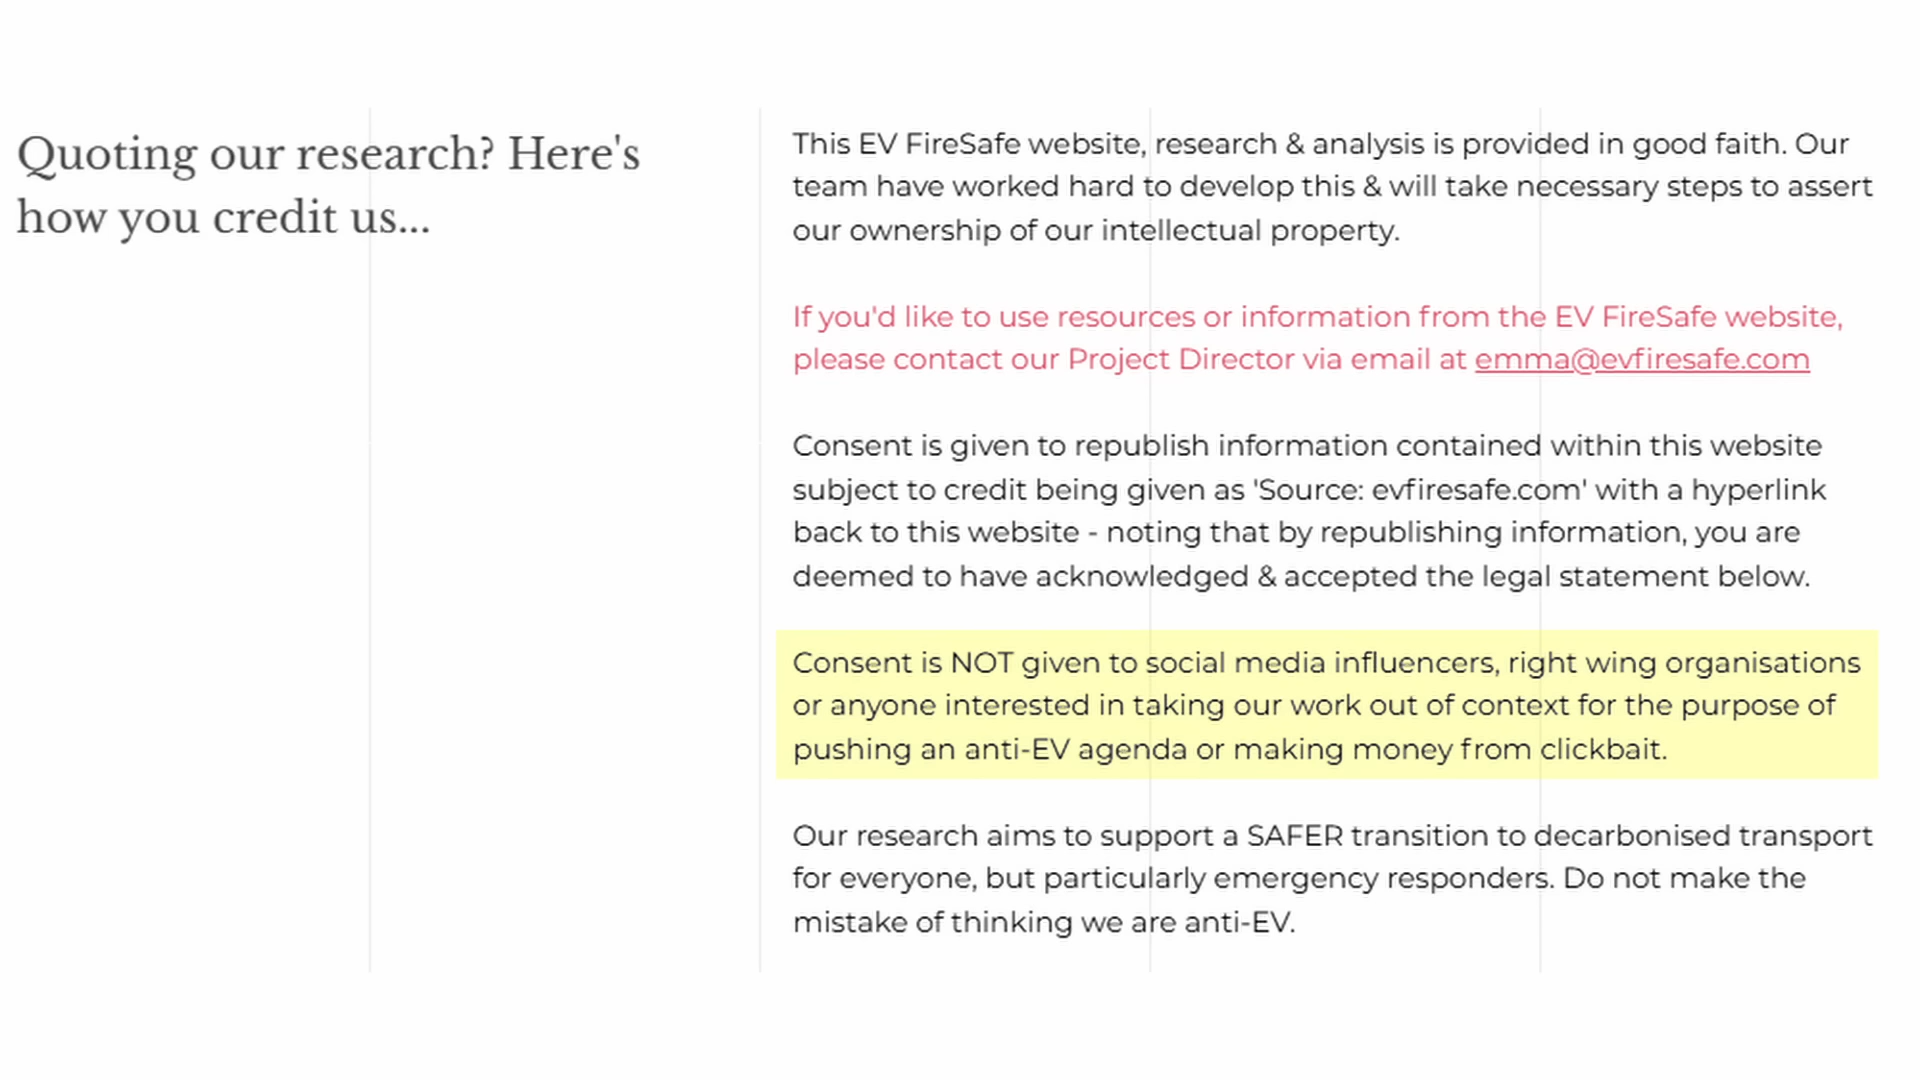 Quoting our research? Here's
how you credit us...
This EV FireSafe website, research & analysis is provided in good faith. Our
team have worked hard to develop this & will take necessary steps to assert
our ownership of our intellectual property.
If you'd like to use resources or information from the EV FireSafe website,
please contact our Project Director via email at emma@evfiresafe.com
Consent is given to republish information contained within this website
subject to credit being given as 'Source: evfiresafe.com' with a hyperlink
back to this website - noting that by republishing information, you are
deemed to have acknowledged & accepted the legal statement below.
Consent is NOT given to social media influencers, right wing organisations
or anyone interested in taking our work out of context for the purpose of
pushing an anti-EV agenda or making money from clickbait.
Our research aims to support a SAFER transition to decarbonised transport
for everyone, but particularly emergency responders. Do not make the
mistake of thinking we are anti-EV.